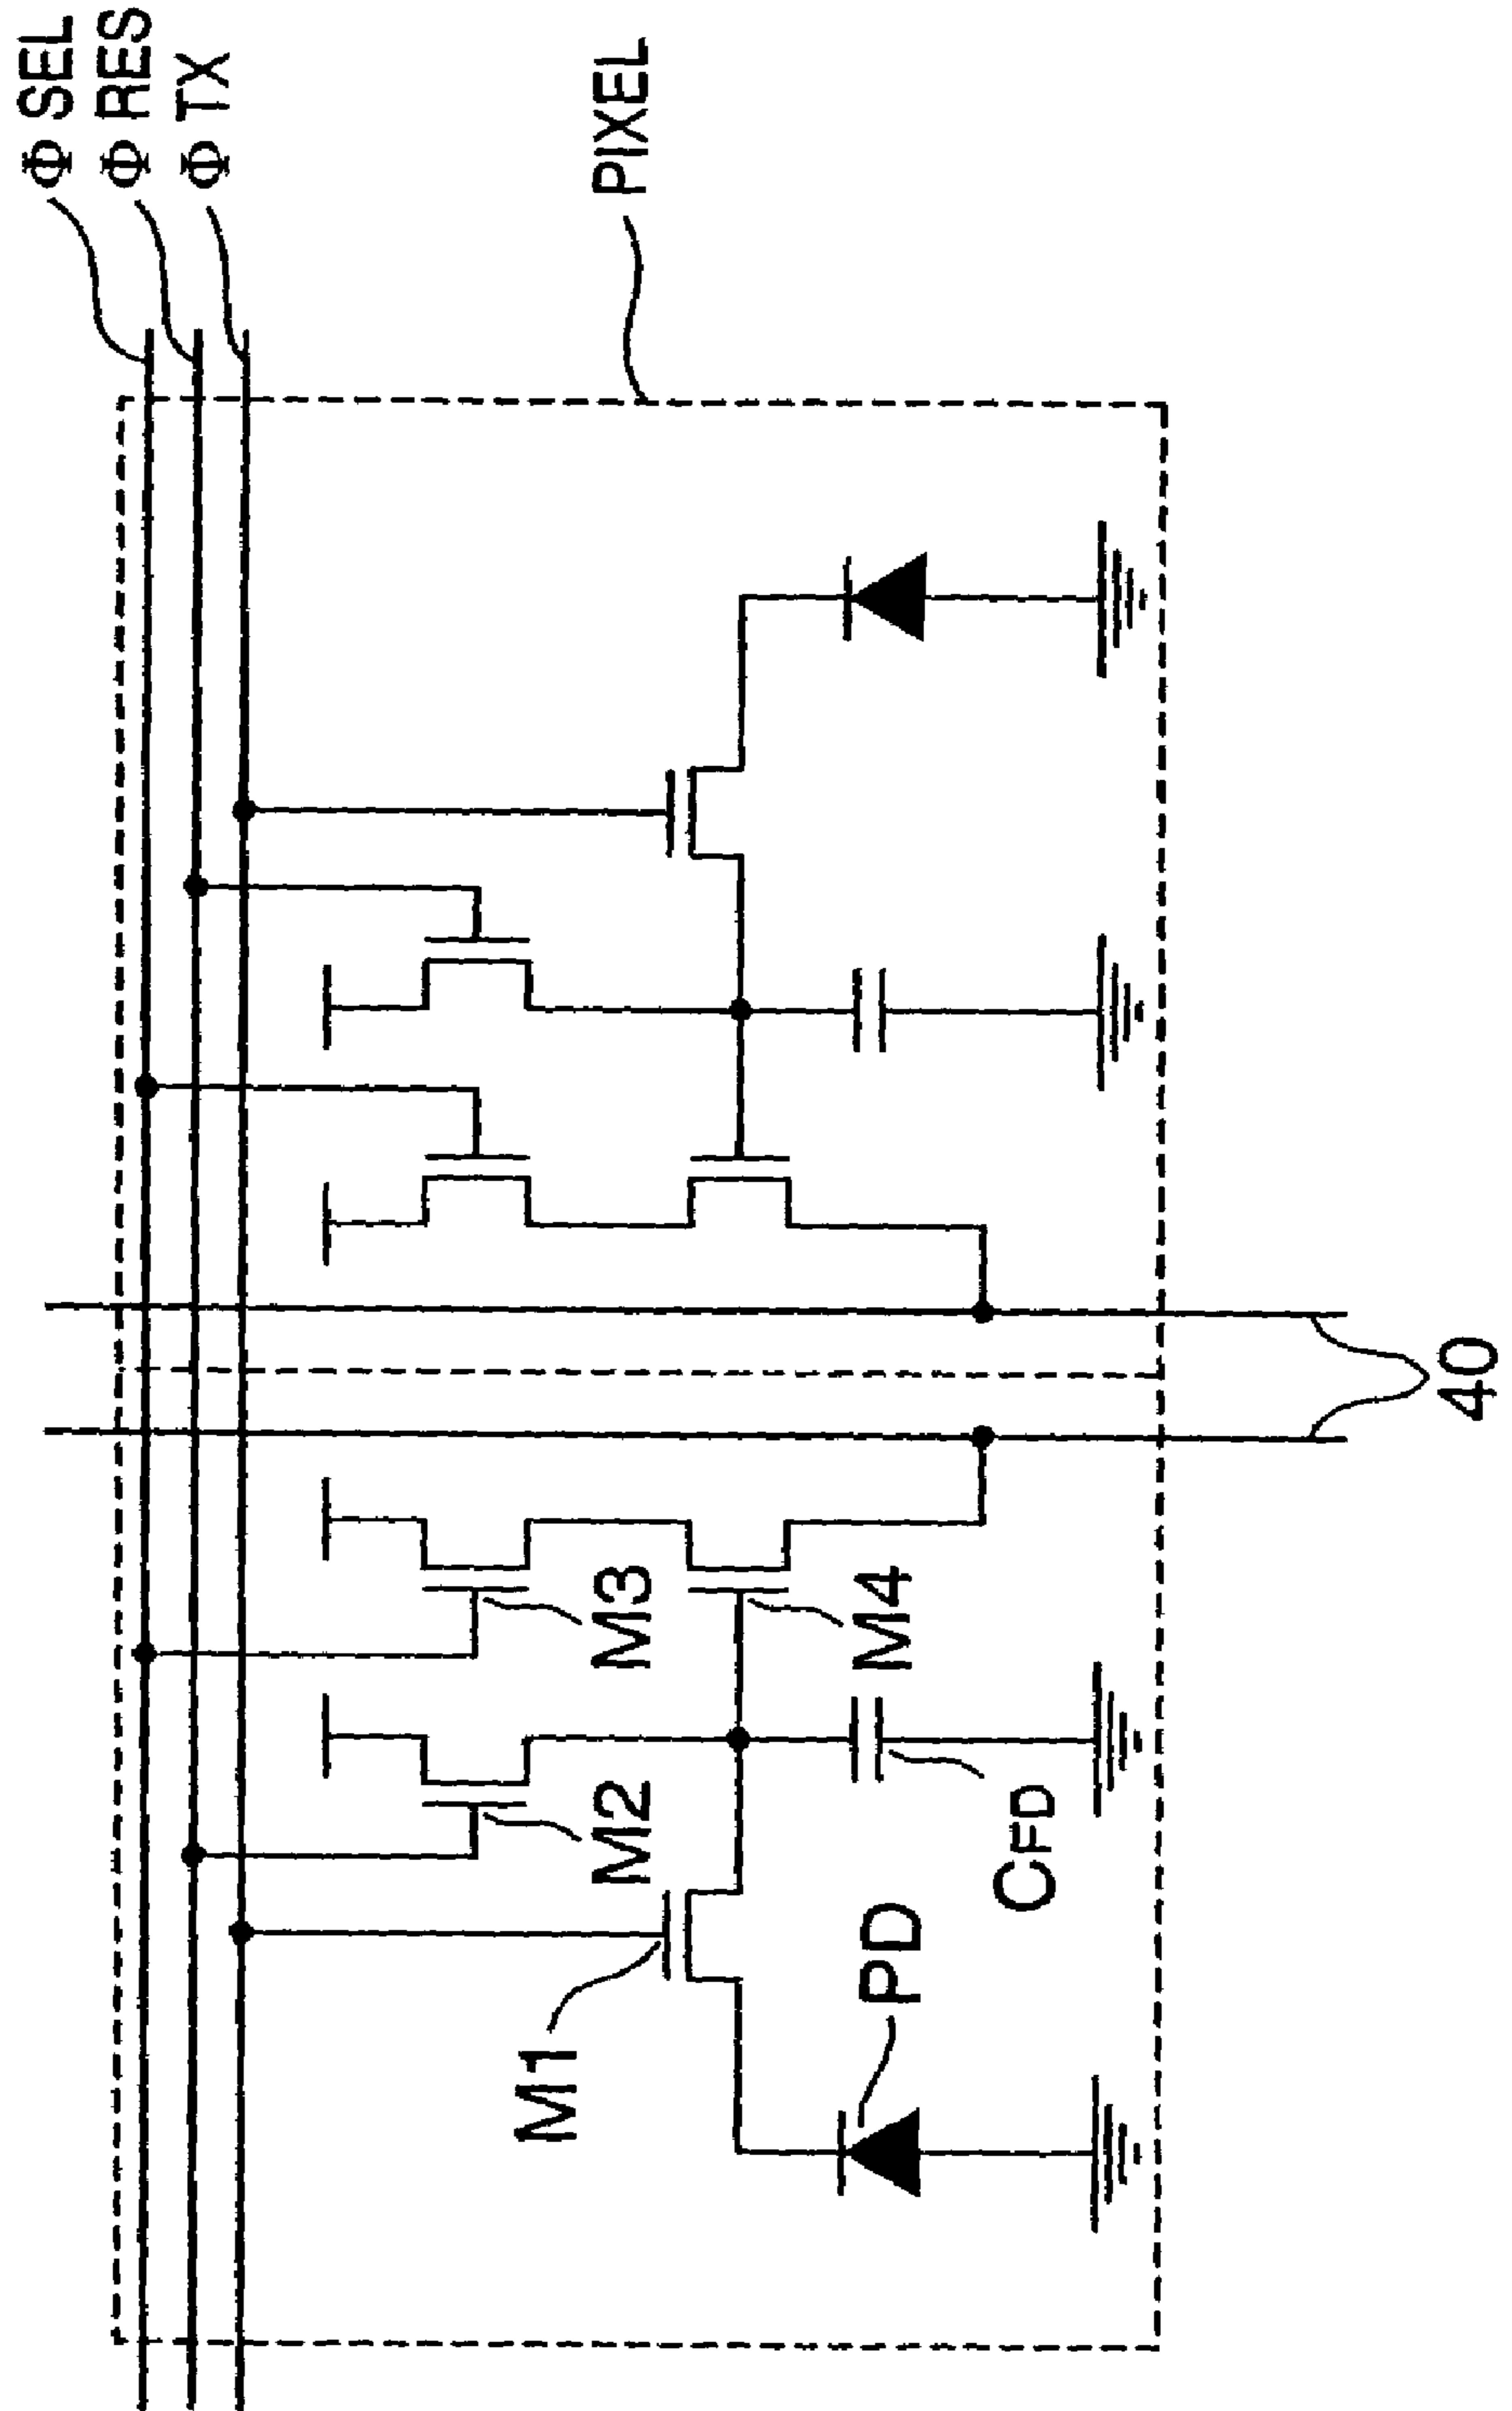 Φ SEL
Φ RES
Φ TX
PIXEL
M3
M4
M2
CFD
M1
PD
40